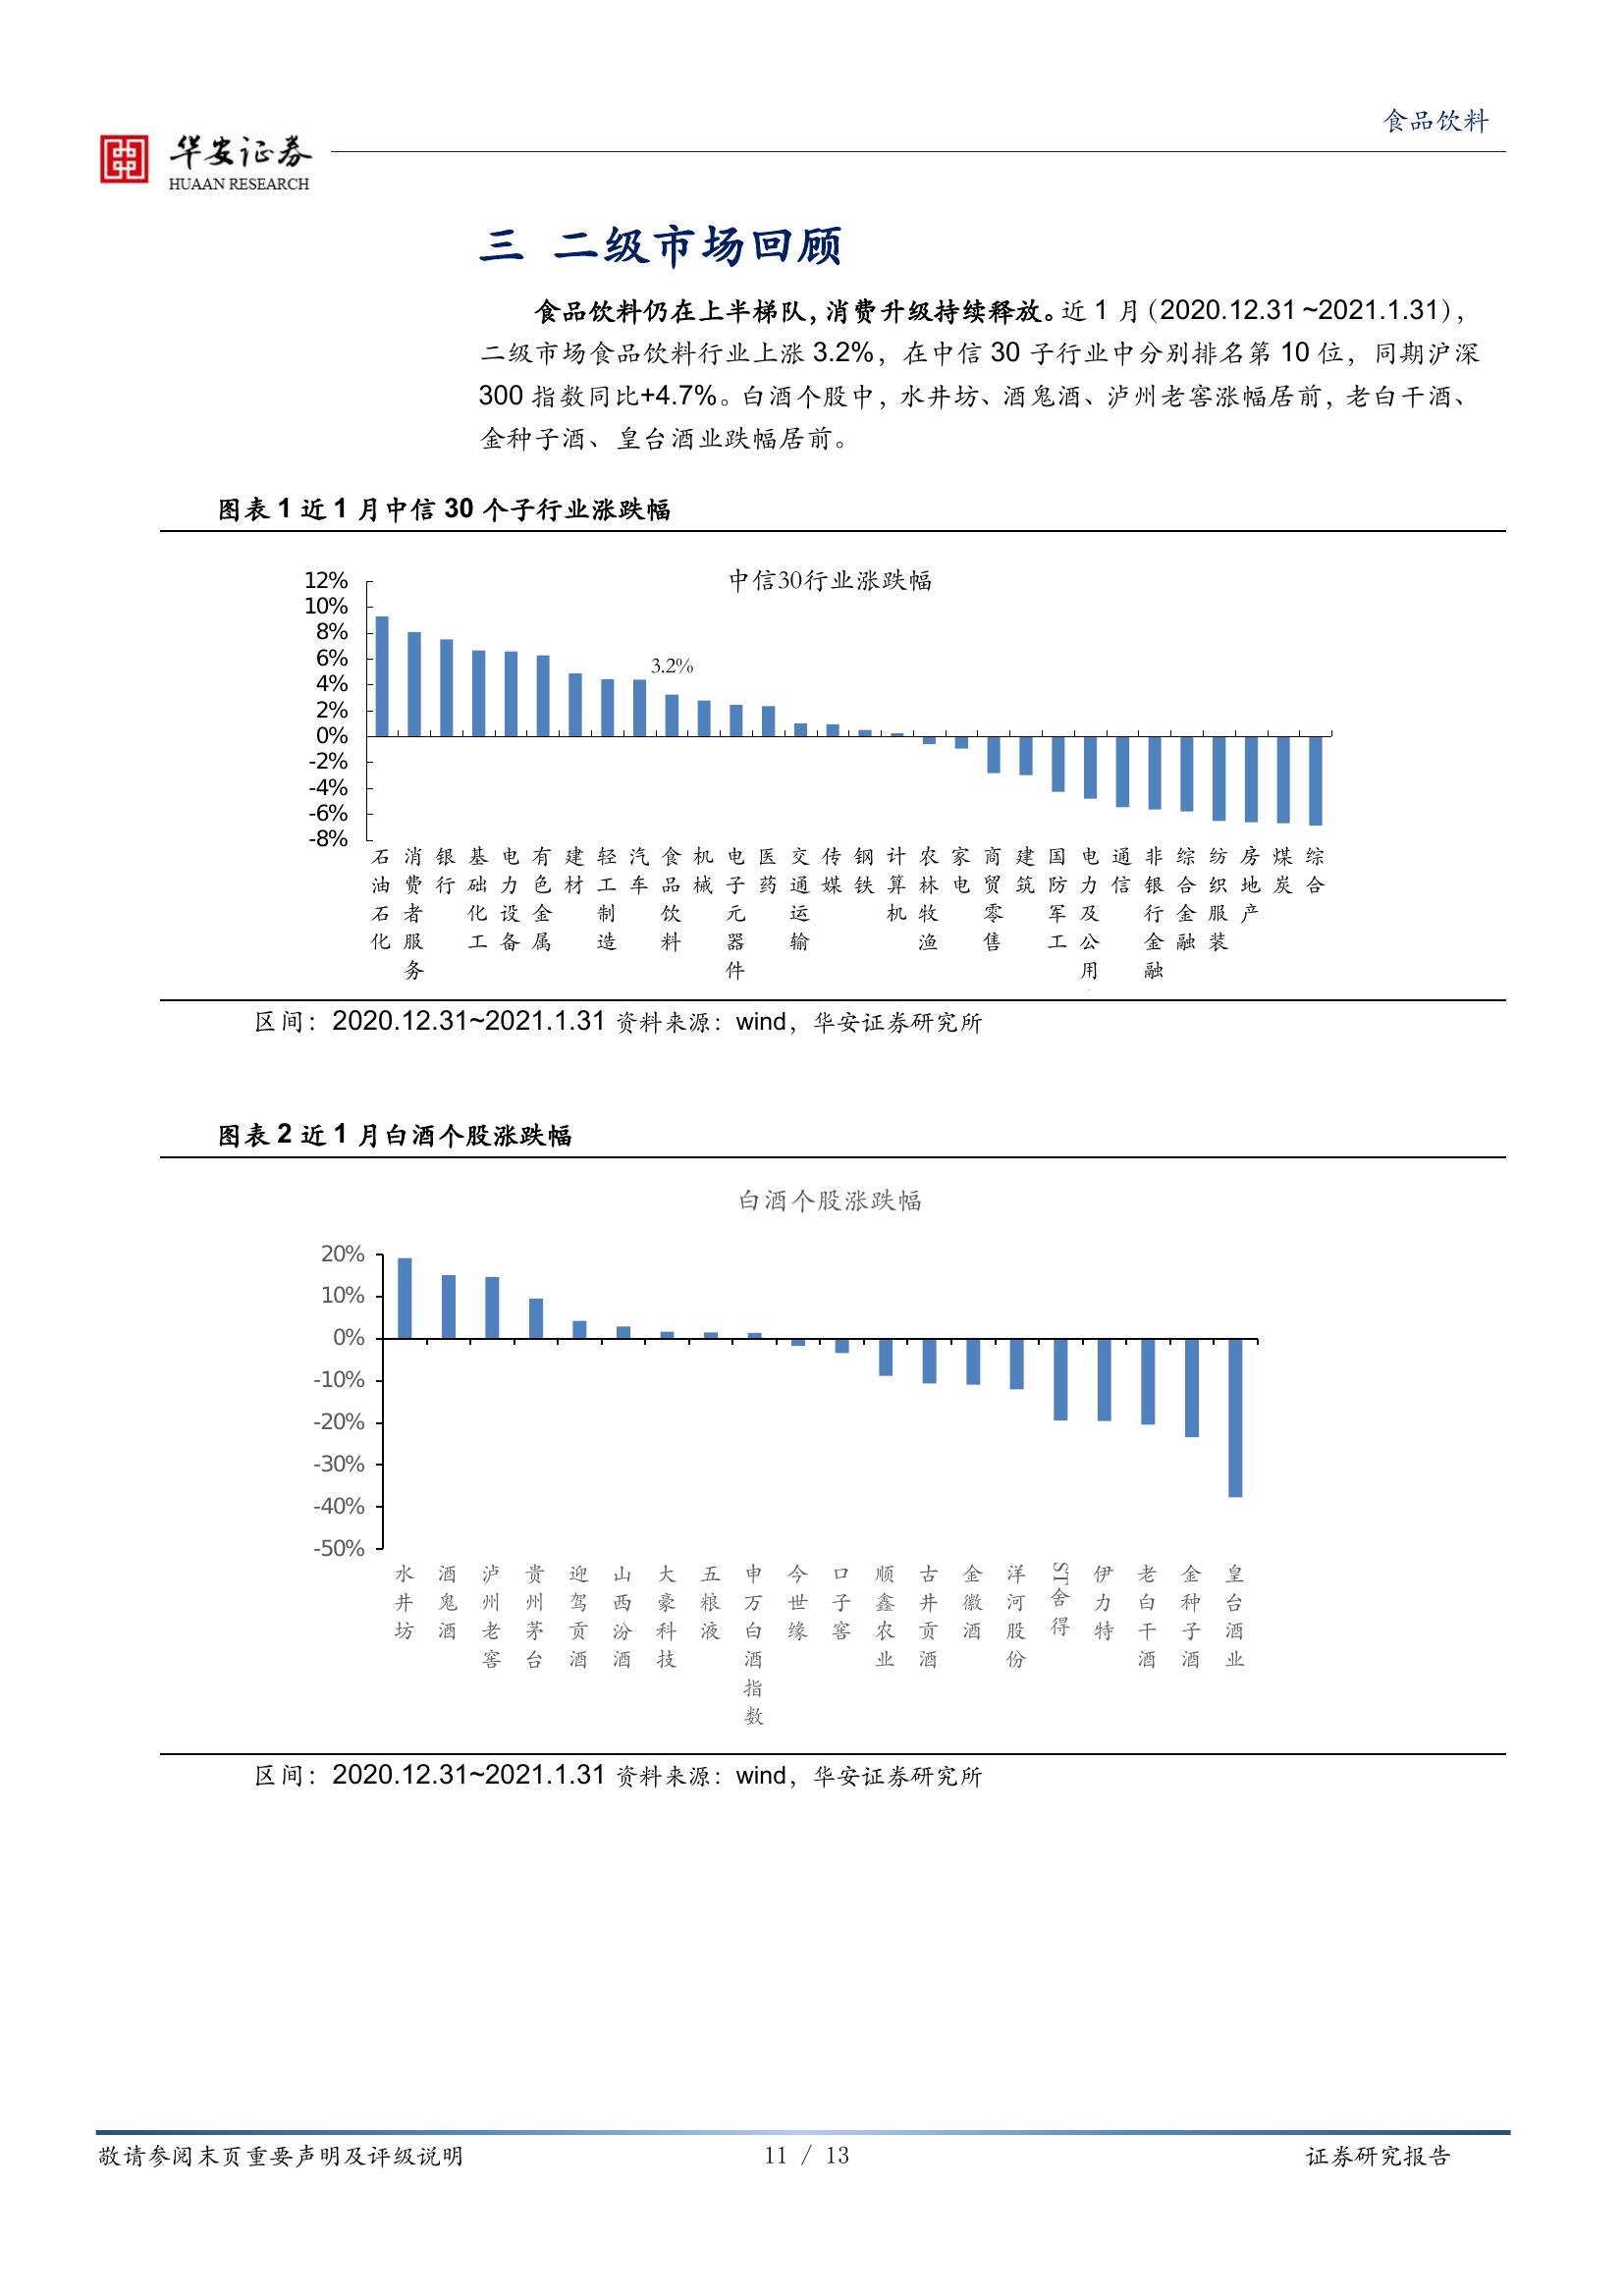 食品饮料
华安证券
HUAAN RESEARCH
三 二级市场回顾
食品饮料仍在上半梯队，消费升级持续释放。近 1 月（2020.12.31 ~2021.1.31），
二级市场食品饮料行业上涨 3.2%，在中信 30 子行业中分别排名第 10 位，同期沪深
300 指数同比+4.7%。白酒个股中，水井坊、酒鬼酒、泸州老窖涨幅居前，老白干酒、
金种子酒、皇台酒业跌幅居前。
图表 1 近 1 月中信 30 个子行业涨跌幅
中信30行业涨跌幅
12%
10%
8%
6%
4%
2%
0%
-2%
-4%
-6%
-8%
3.2%
石油石化
消费者服务
银行
基础化工
电力设备
有色金属
建材
轻工制造
汽车
食品饮料
机械
电子元器件
医药
交通运输
传媒
钢铁
计算机
农林牧渔
家电
商贸零售
建筑
国防军工
电力及公用
通信
非银行金融
综合金融
纺织服装
房地产
煤炭
综合
区间：2020.12.31~2021.1.31 资料来源：wind，华安证券研究所
图表 2 近 1 月白酒个股涨跌幅
白酒个股涨跌幅
20%
10%
0%
-10%
-20%
-30%
-40%
-50%
水井坊
酒鬼酒
泸州老窖
贵州茅台
迎驾贡酒
山西汾酒
大豪科技
五粮液
申万白酒指数
今世缘
口子窖
顺鑫农业
古井贡酒
金徽酒
洋河股份
ST舍得
伊力特
老白干酒
金种子酒
皇台酒业
区间：2020.12.31~2021.1.31 资料来源：wind，华安证券研究所
敬请参阅末页重要声明及评级说明
11 / 13
证券研究报告